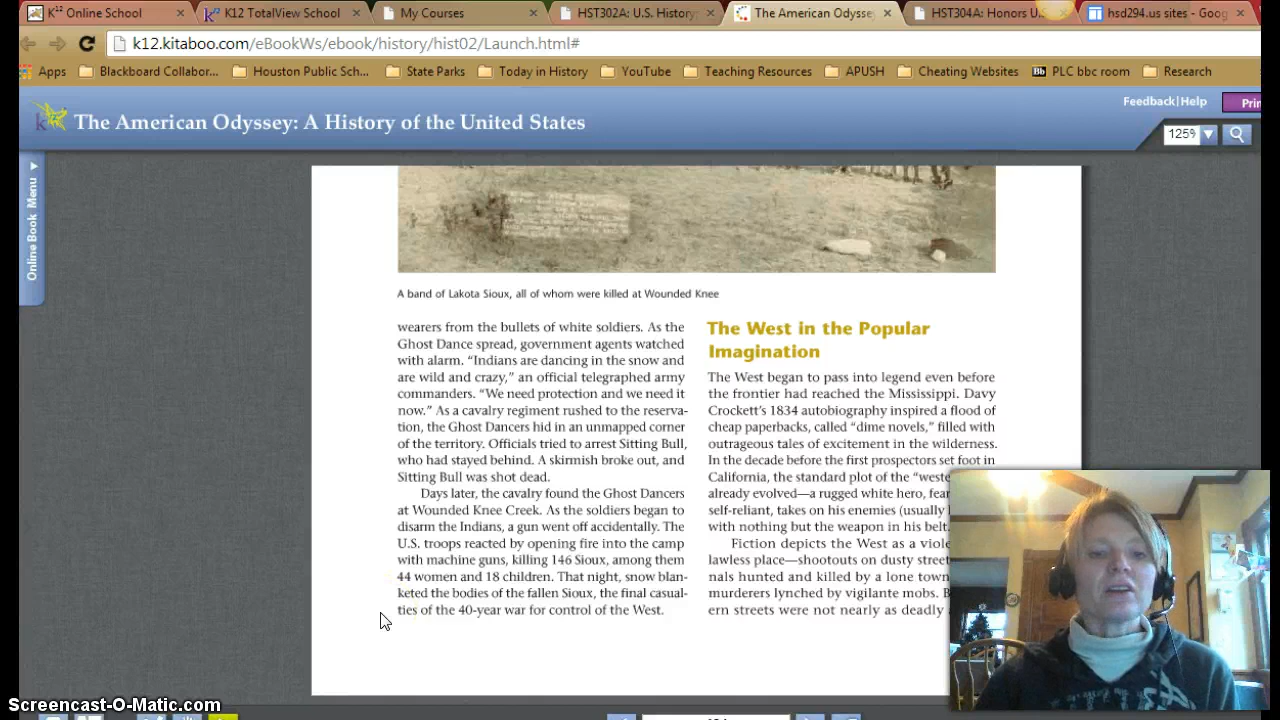 K12 Online School
K12 TotalView School
My Courses
HST302A: U.S. History
The American Odysse
HST304A: Honors U.
hsd294.us sites - Goog
k12.kitaboo.com/eBookWs/ebook/history/hist02/Launch.html#
Apps
Blackboard Collabor...
Houston Public Sch...
State Parks
Today in History
YouTube
Teaching Resources
APUSH
Cheating Websites
Bb PLC bbc room
Research
Feedback|Help
Prin
The American Odyssey: A History of the United States
125%
Online Book Menu
A band of Lakota Sioux, all of whom were killed at Wounded Knee
wearers from the bullets of white soldiers. As the
Ghost Dance spread, government agents watched
with alarm. “Indians are dancing in the snow and
are wild and crazy,” an official telegraphed army
commanders. “We need protection and we need it
now.” As a cavalry regiment rushed to the reserva-
tion, the Ghost Dancers hid in an unmapped corner
of the territory. Officials tried to arrest Sitting Bull,
who had stayed behind. A skirmish broke out, and
Sitting Bull was shot dead.
Days later, the cavalry found the Ghost Dancers
at Wounded Knee Creek. As the soldiers began to
disarm the Indians, a gun went off accidentally. The
U.S. troops reacted by opening fire into the camp
with machine guns, killing 146 Sioux, among them
44 women and 18 children. That night, snow blan-
keted the bodies of the fallen Sioux, the final casual-
ties of the 40-year war for control of the West.
The West in the Popular
Imagination
The West began to pass into legend even before
the frontier had reached the Mississippi. Davy
Crockett’s 1834 autobiography inspired a flood of
cheap paperbacks, called “dime novels,” filled with
outrageous tales of excitement in the wilderness.
In the decade before the first prospectors set foot in
California, the standard plot of the “weste
already evolved—a rugged white hero, fear
self-reliant, takes on his enemies (usually
with nothing but the weapon in his belt.
Fiction depicts the West as a viole
lawless place—shootouts on dusty street
nals hunted and killed by a lone town
murderers lynched by vigilante mobs. B
ern streets were not nearly as deadly
Screencast-O-Matic.com